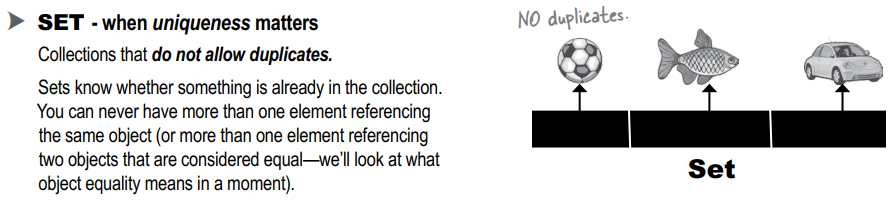 SET - when uniqueness matters
Collections that do not allow duplicates.
Sets know whether something is already in the collection.
You can never have more than one element referencing
the same object (or more than one element referencing
two objects that are considered equal—we'll look at what
object equality means in a moment).
NO duplicates.
Set